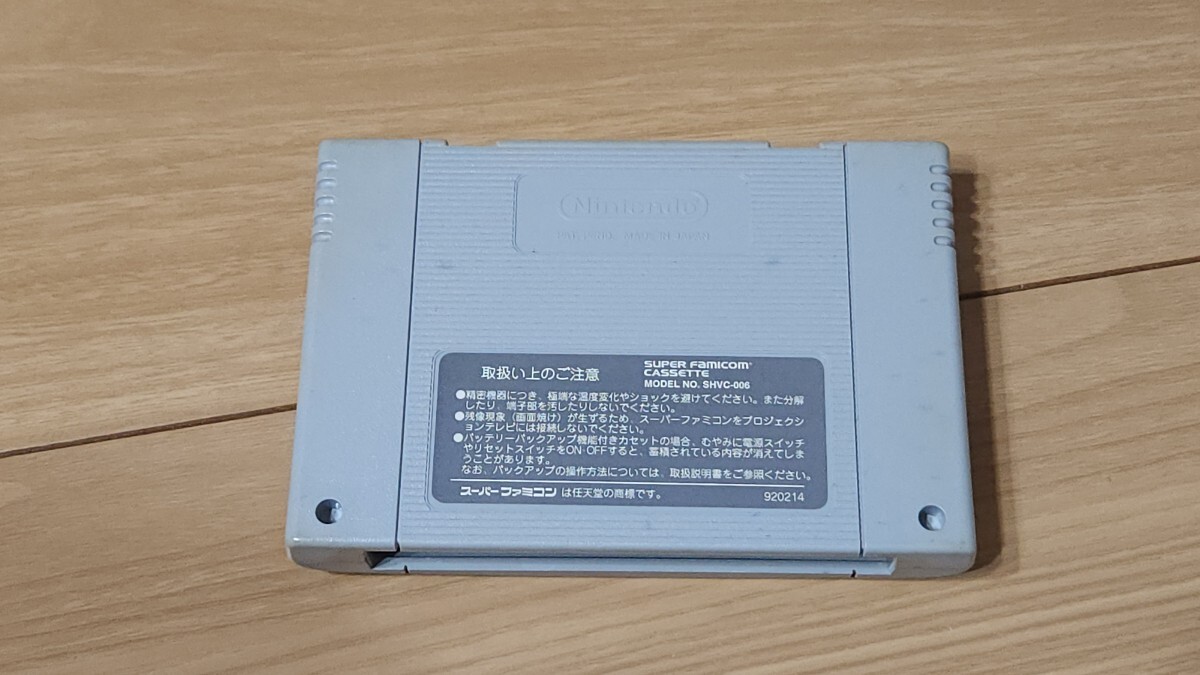 Nintendo
MADE IN JAPAN
取扱い上のご注意
SUPER FAMICOM
CASSETTE
MODEL NO. SHVC-006
●精密機器につき、極端な温度変化やショックを避けてください。また分解
したり、端子部を汚したりしないでください。
●残像現象（画面焼け）が生ずるため、スーパーファミコンをプロジェクシ
ョンテレビには接続しないでください。
●バッテリーバックアップ機能付きカセットの場合、むやみに電源スイッチ
やリセットスイッチをON・OFFすると、蓄積されている内容が消えてしま
うことがあります。
なお、バックアップの操作方法については、取扱説明書をご参照ください。
スーパーファミコン は任天堂の商標です。
920214